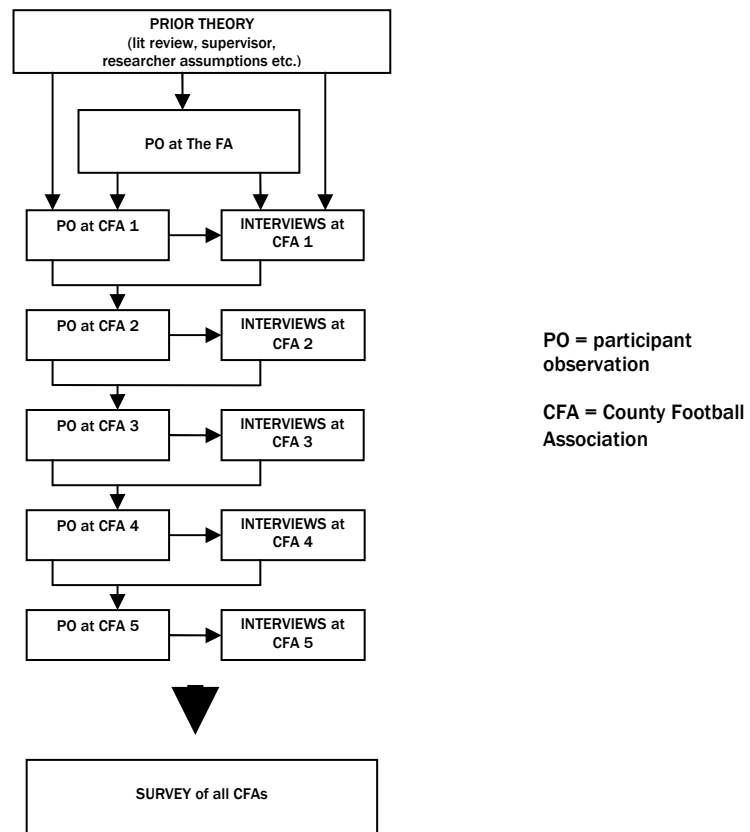 PRIOR THEORY
(lit review, supervisor,
researcher assumptions etc.)
PO at The FA
PO at CFA 1
INTERVIEWS at
CFA 1
PO at CFA 2
INTERVIEWS at
CFA 2
PO at CFA 3
INTERVIEWS at
CFA 3
PO at CFA 4
INTERVIEWS at
CFA 4
PO at CFA 5
INTERVIEWS at
CFA 5
SURVEY of all CFAs
PO = participant
observation
CFA = County Football
Association